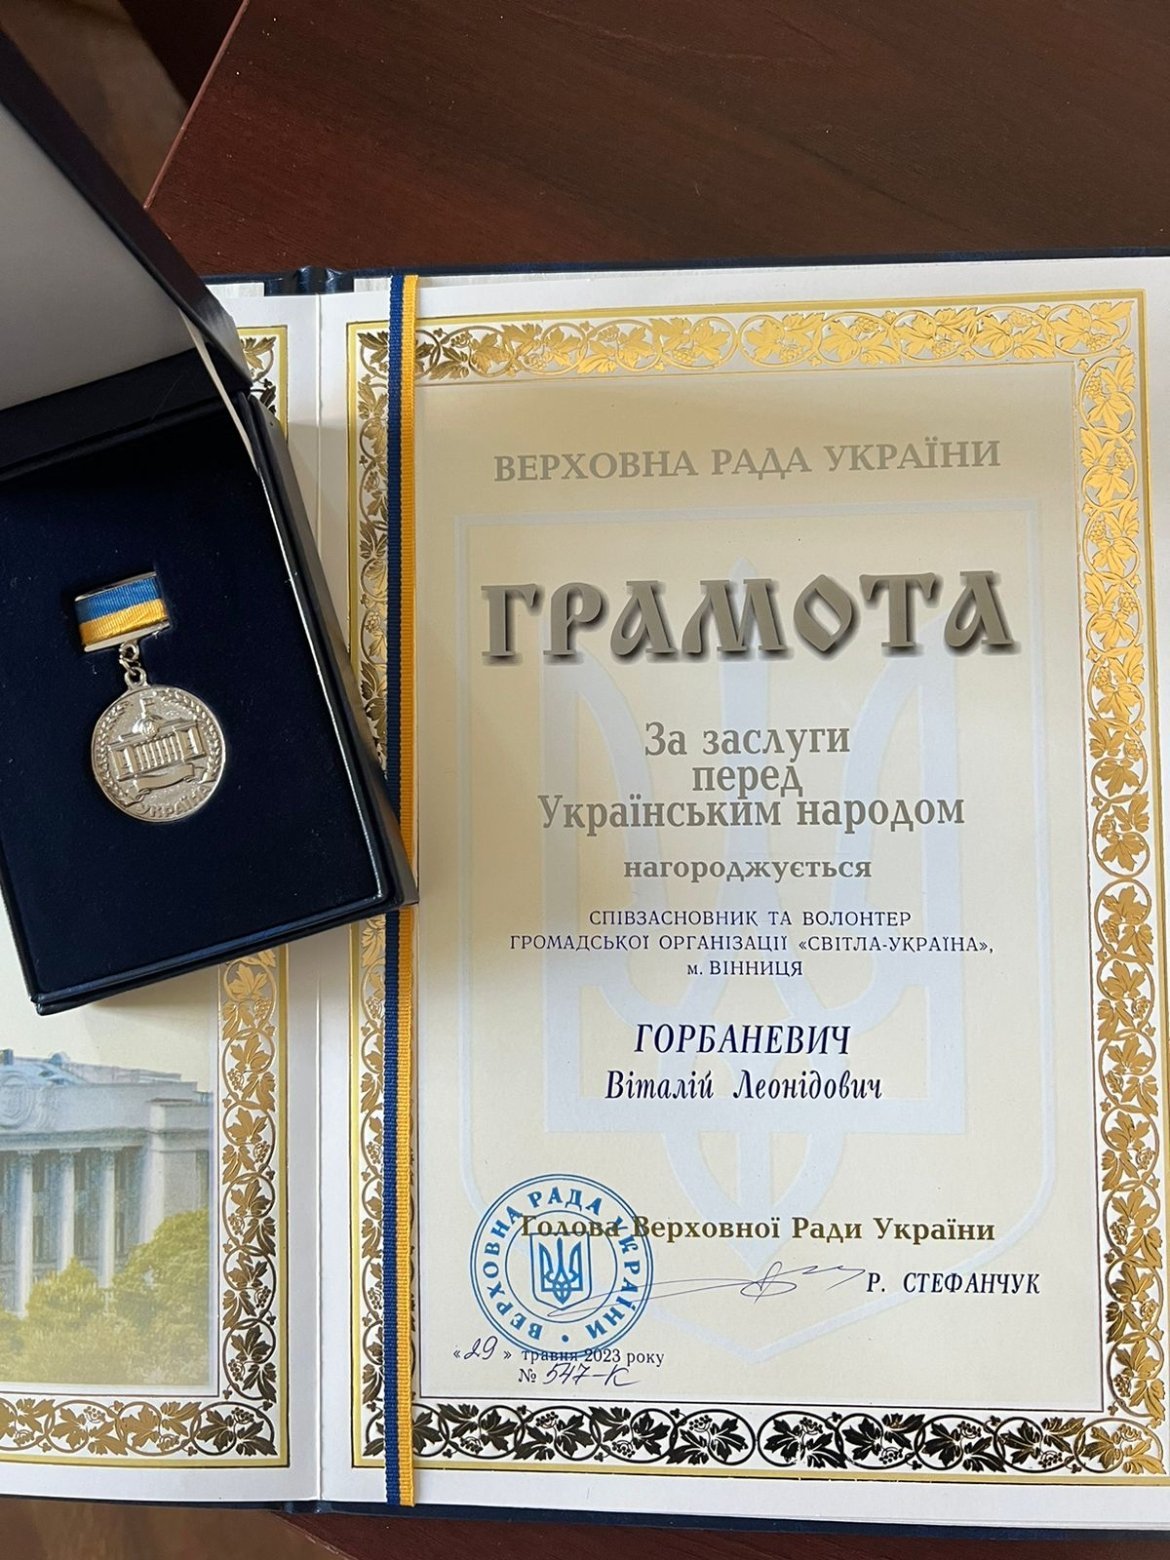 ВЕРХОВНА РАДА УКРАЇНИ
ГРАМОТА
За заслуги
перед
Українським народом
нагороджується
СПІВЗАСНОВНИК ТА ВОЛОНТЕР
ГРОМАДСЬКОЇ ОРГАНІЗАЦІЇ «СВІТЛА-УКРАЇНА»,
м. ВІННИЦЯ
ГОРБАНЕВИЧ
Віталій Леонідович
Голова Верховної Ради України
Р. СТЕФАНЧУК
ВЕРХОВНА РАДА УКРАЇНИ
«29» травня 2023 року
№ 547-К
УКРАЇНА